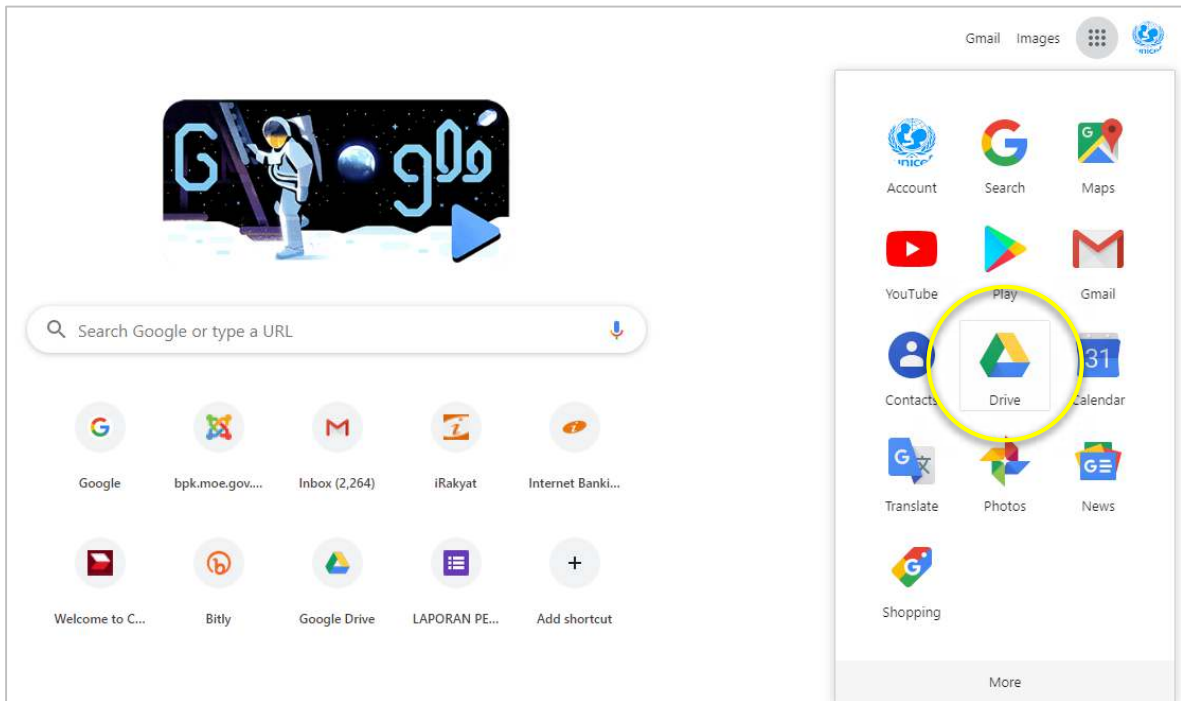 Gmail Images
unicef
Account Search Maps
YouTube Play Gmail
Search Google or type a URL
Contacts Drive Calendar
31
Google bpk.moe.gov.... Inbox (2,264) iRakyat Internet Banki...
Translate Photos News
Welcome to C... Bitly Google Drive LAPORAN PE... Add shortcut
Shopping
More